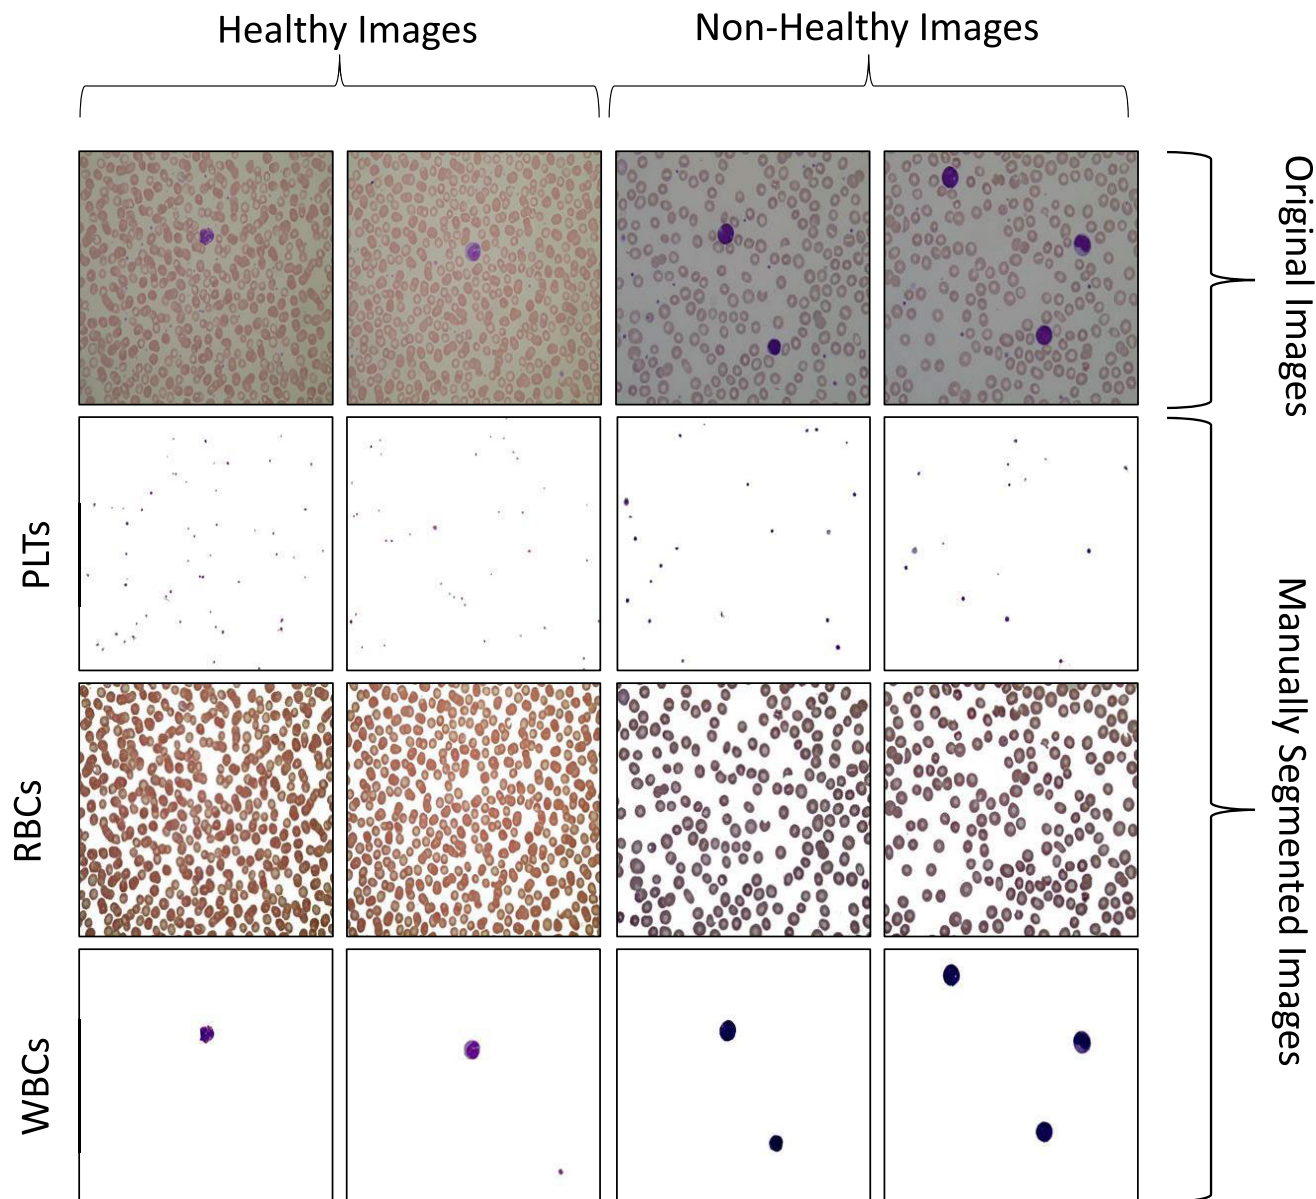 Healthy Images
Non-Healthy Images
Original Images
PLTs
RBCs
Manually Segmented Images
WBCs